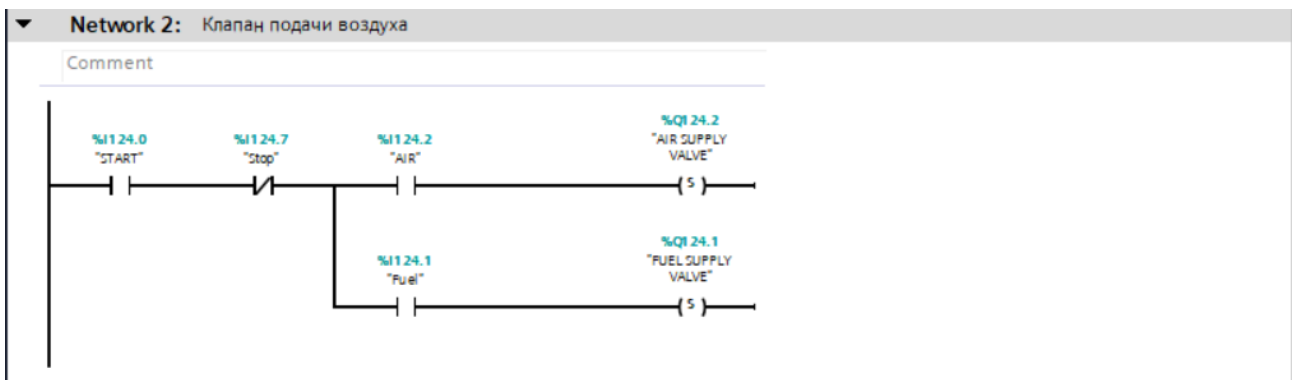 Network 2: Клапан подачи воздуха
Comment
%I124.0
"START"
%I124.7
"Stop"
%I124.2
"AIR"
%Q124.2
"AIR SUPPLY
VALVE"
S
%I124.1
"Fuel"
%Q124.1
"FUEL SUPPLY
VALVE"
S